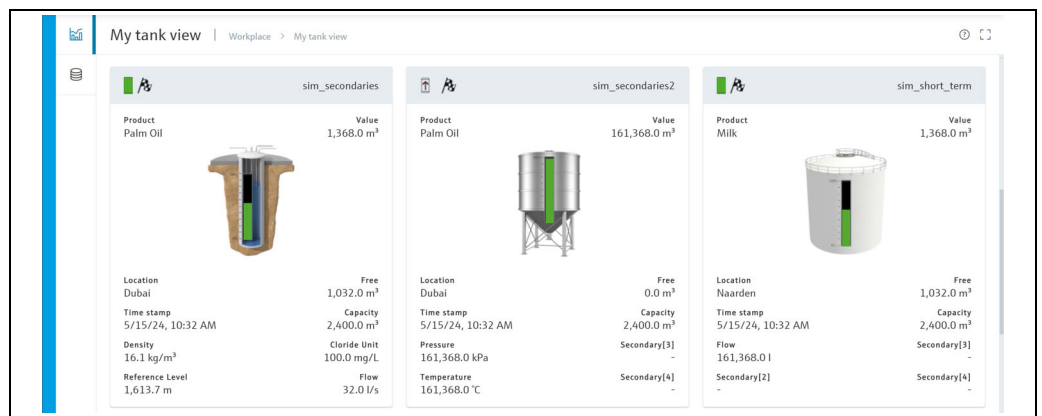 My tank view | Workplace > My tank view
sim_secondaries
Product Value
Palm Oil 1,368.0 m³
Location Free
Dubai 1,032.0 m³
Time stamp Capacity
5/15/24, 10:32 AM 2,400.0 m³
Density Cloride Unit
16.1 kg/m³ 100.0 mg/L
Reference Level Flow
1,613.7 m 32.0 l/s
sim_secondaries2
Product Value
Palm Oil 161,368.0 m³
Location Free
Dubai 0.0 m³
Time stamp Capacity
5/15/24, 10:32 AM 2,400.0 m³
Pressure Secondary[3]
161,368.0 kPa -
Temperature Secondary[4]
161,368.0 °C -
sim_short_term
Product Value
Milk 1,368.0 m³
Location Free
Naarden 1,032.0 m³
Time stamp Capacity
5/15/24, 10:32 AM 2,400.0 m³
Flow Secondary[3]
161,368.0 l -
Secondary[2] Secondary[4]
- -